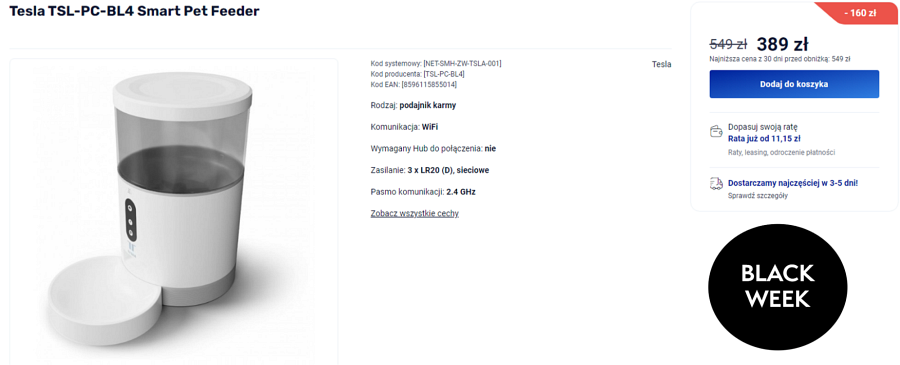 Tesla TSL-PC-BL4 Smart Pet Feeder
Kod systemowy: [NET-SMH-ZW-TSLA-001]
Kod producenta: [TSL-PC-BL4]
Kod EAN: [8596115855014]
Tesla
Rodzaj: podajnik karmy
Komunikacja: WiFi
Wymagany Hub do połączenia: nie
Zasilanie: 3 x LR20 (D), sieciowe
Pasmo komunikacji: 2.4 GHz
Zobacz wszystkie cechy
- 160 zł
549 zł 389 zł
Najniższa cena z 30 dni przed obniżką: 549 zł
Dodaj do koszyka
Dopasuj swoją ratę
Rata już od 11,15 zł
Raty, leasing, odroczenie płatności
Dostarczamy najczęściej w 3-5 dni!
Sprawdź szczegóły
BLACK
WEEK